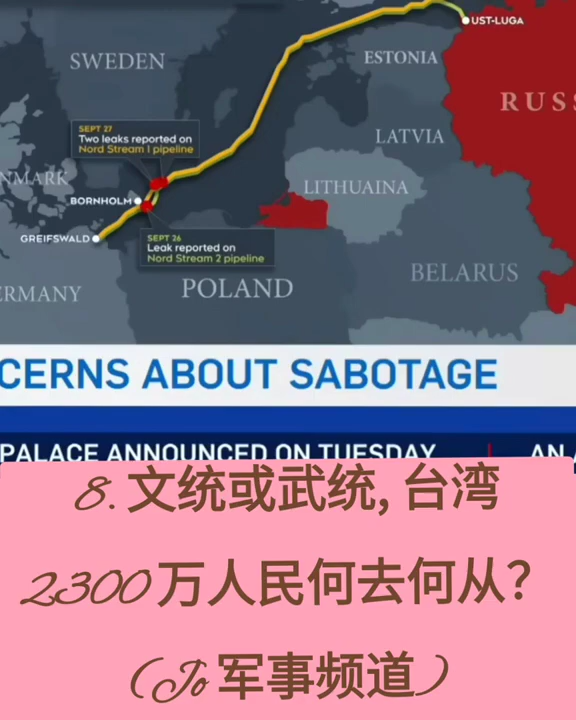 UST-LUGA
SWEDEN
ESTONIA
RUSS
SEPT 27
Two leaks reported on
Nord Stream 1 pipeline
LATVIA
NMARK
LITHUAINA
BORNHOLM
GREIFSWALD
SEPT 26
Leak reported on
Nord Stream 2 pipeline
BELARUS
ERMANY
POLAND
CERNS ABOUT SABOTAGE
PALACE ANNOUNCED ON TUESDAY
AN
8. 文统或武统, 台湾
2300万人民何去何从?
(Jo 军事频道)